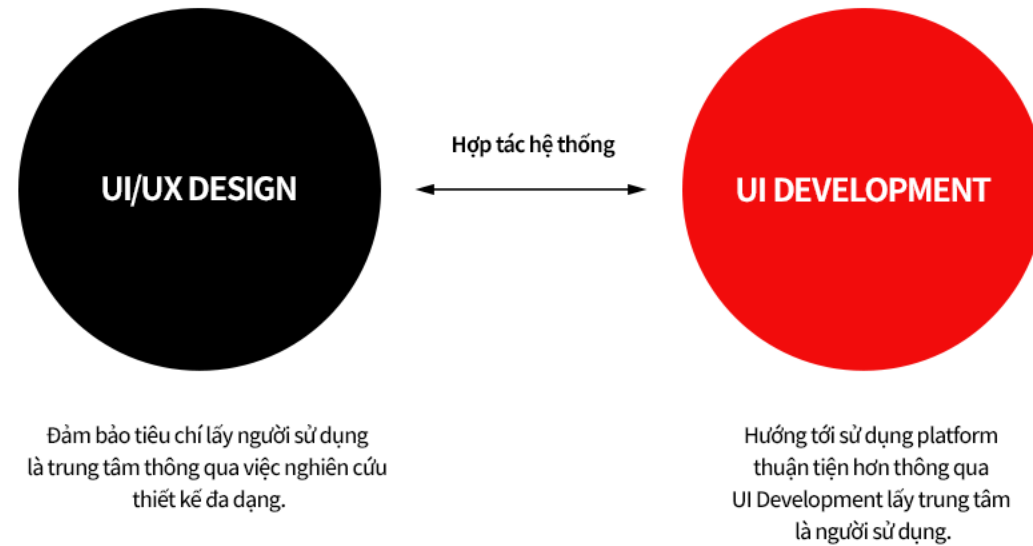 Hợp tác hệ thống
UI/UX DESIGN
UI DEVELOPMENT
Đảm bảo tiêu chí lấy người sử dụng
là trung tâm thông qua việc nghiên cứu
thiết kế đa dạng.
Hướng tới sử dụng platform
thuận tiện hơn thông qua
UI Development lấy trung tâm
là người sử dụng.